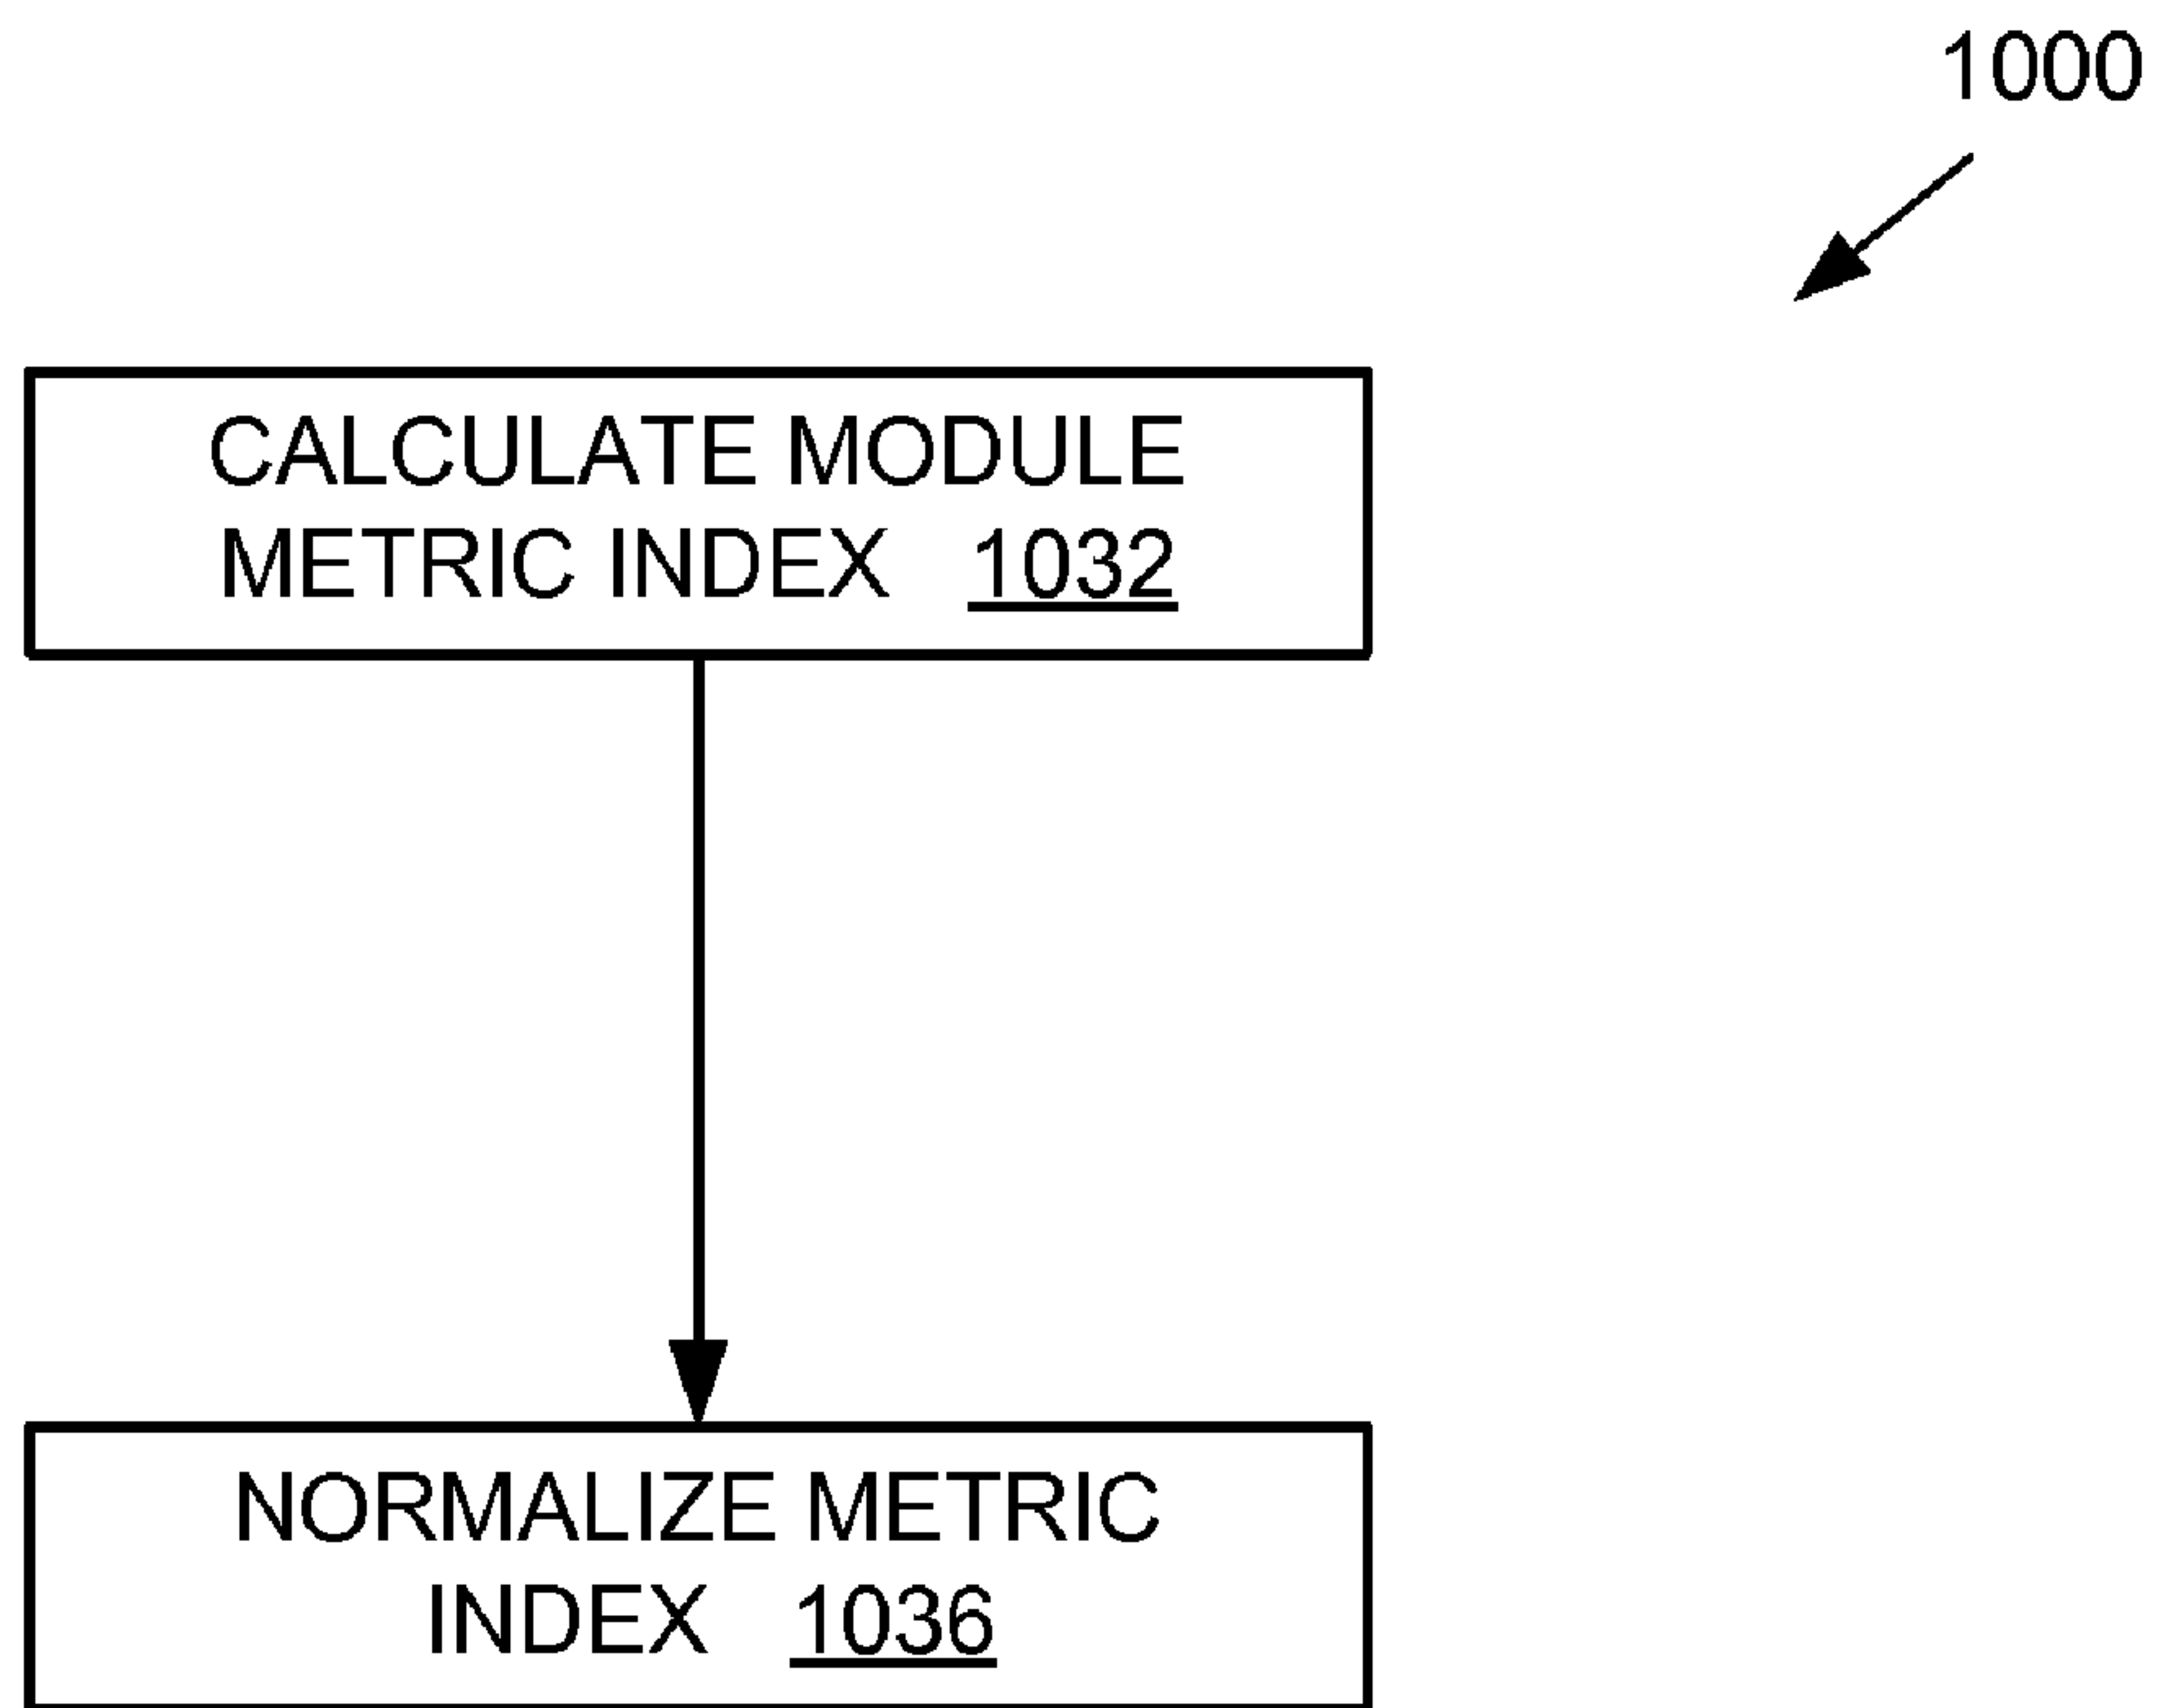 1000
CALCULATE MODULE
METRIC INDEX 1032
NORMALIZE METRIC
INDEX 1036